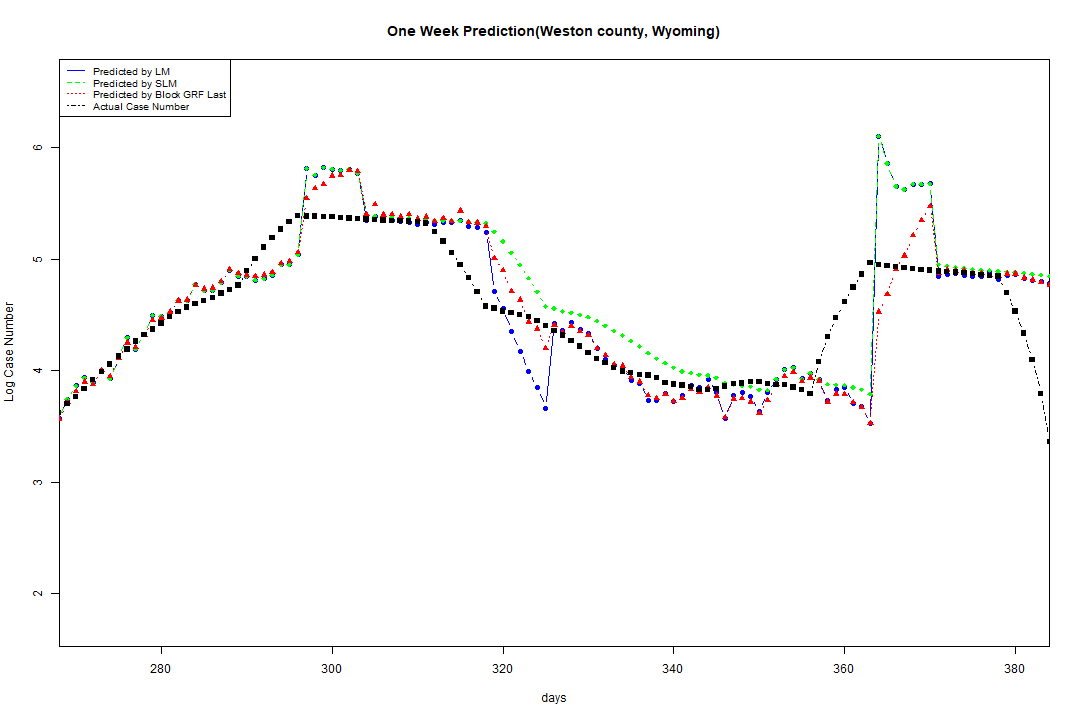 One Week Prediction(Weston county, Wyoming)
Predicted by LM
Predicted by SLM
Predicted by Block GRF Last
Actual Case Number
6
5
4
3
2
Log Case Number
280 300 320 340 360 380
days